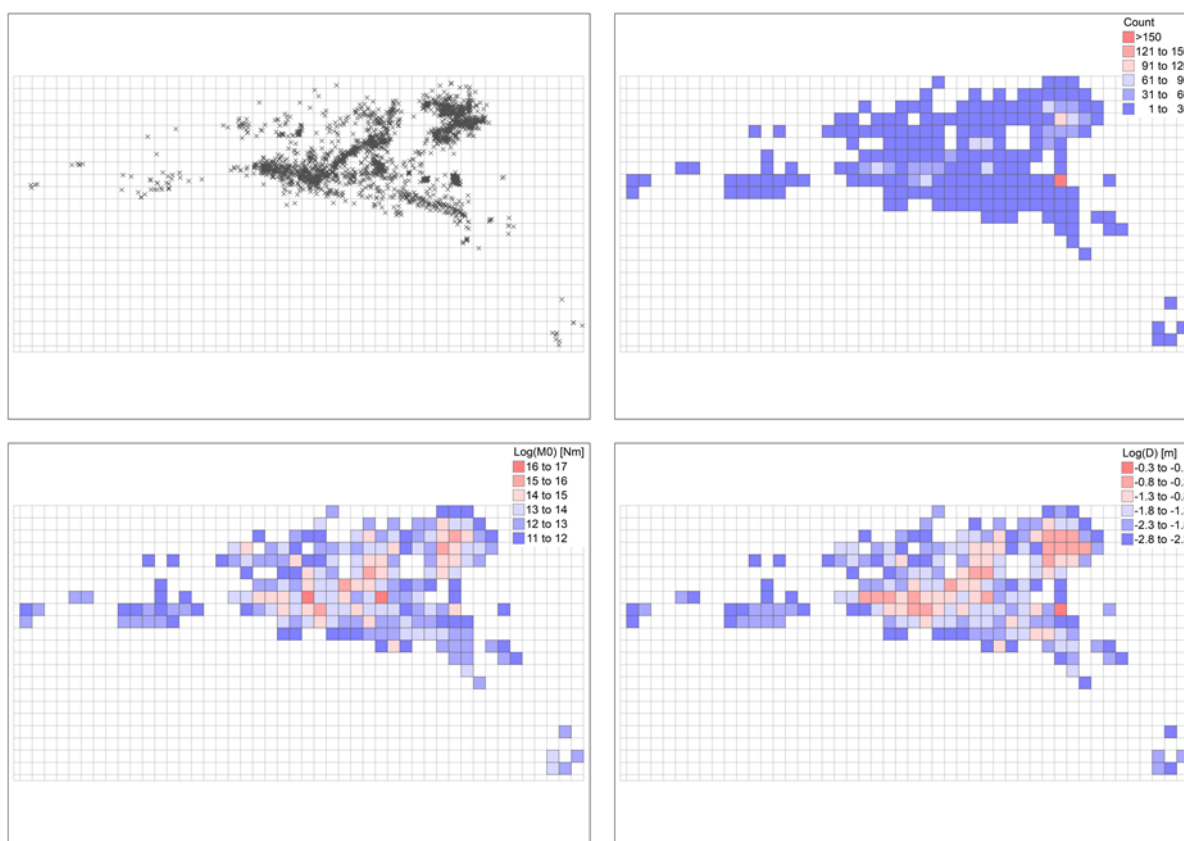 Count
>150
121 to 15
91 to 12
61 to 9
31 to 6
1 to 3
Log(M0) [Nm]
16 to 17
15 to 16
14 to 15
13 to 14
12 to 13
11 to 12
Log(D) [m]
-0.3 to -0.
-0.8 to -0.
-1.3 to -0.
-1.8 to -1.
-2.3 to -1.
-2.8 to -2.